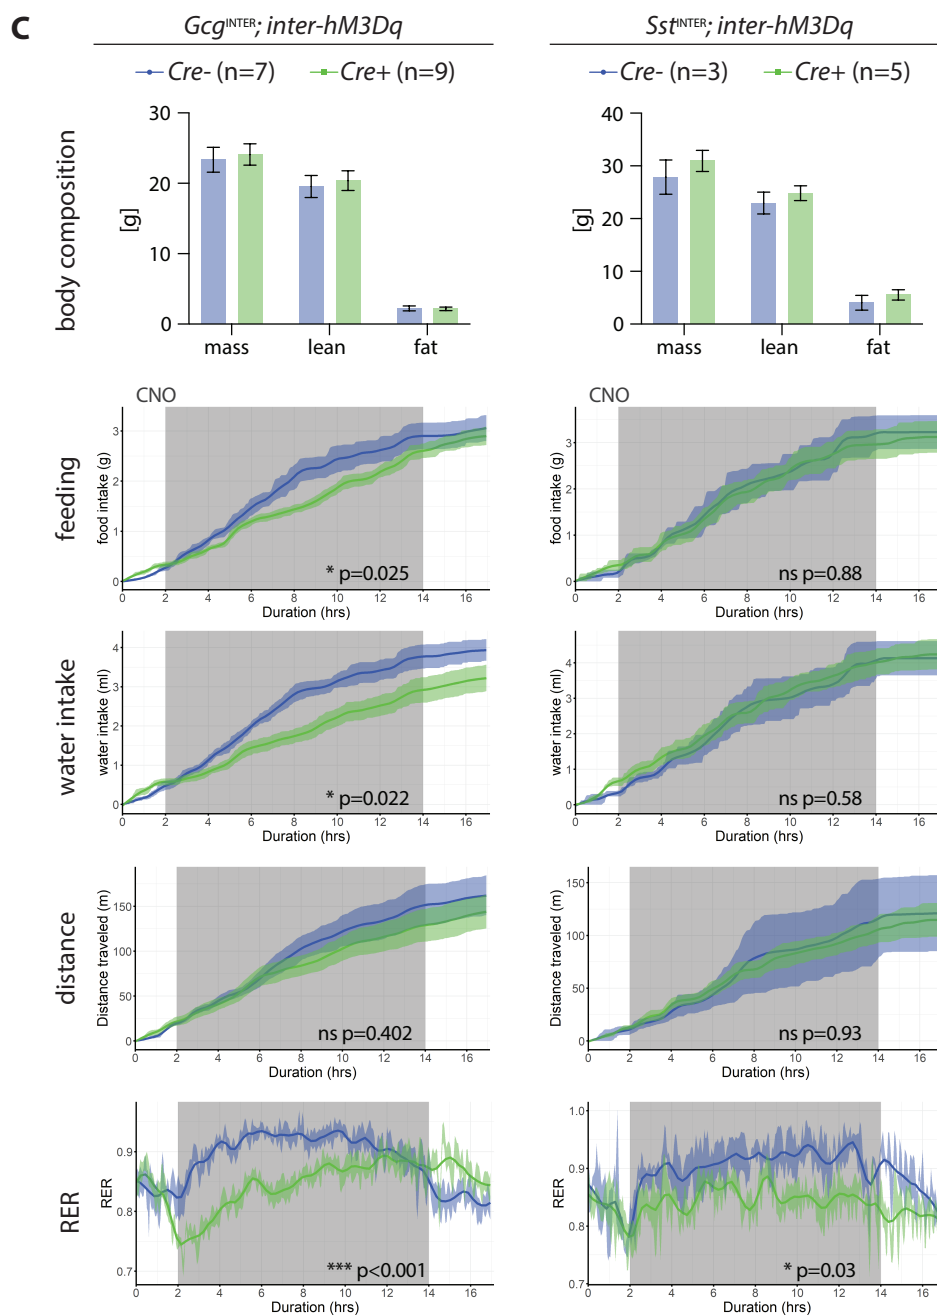 C
Gcgᴵᴺᵀᴱᴿ; inter-hM3Dq
Cre- (n=7) Cre+ (n=9)
body composition
[g]
30
20
10
0
mass lean fat
Sstᴵᴺᵀᴱᴿ; inter-hM3Dq
Cre- (n=3) Cre+ (n=5)
[g]
40
30
20
10
0
mass lean fat
feeding
CNO
food intake (g)
3
2
1
0
* p=0.025
0 2 4 6 8 10 12 14 16
Duration (hrs)
CNO
food intake (g)
3
2
1
0
ns p=0.88
0 2 4 6 8 10 12 14 16
Duration (hrs)
water intake
water intake (ml)
4
3
2
1
0
* p=0.022
0 2 4 6 8 10 12 14 16
Duration (hrs)
water intake (ml)
4
3
2
1
0
ns p=0.58
0 2 4 6 8 10 12 14 16
Duration (hrs)
distance
Distance traveled (m)
150
100
50
0
ns p=0.402
0 2 4 6 8 10 12 14 16
Duration (hrs)
Distance traveled (m)
150
100
50
0
ns p=0.93
0 2 4 6 8 10 12 14 16
Duration (hrs)
RER
RER
0.9
0.8
0.7
*** p<0.001
0 2 4 6 8 10 12 14 16
Duration (hrs)
RER
1.0
0.9
0.8
0.7
* p=0.03
0 2 4 6 8 10 12 14 16
Duration (hrs)